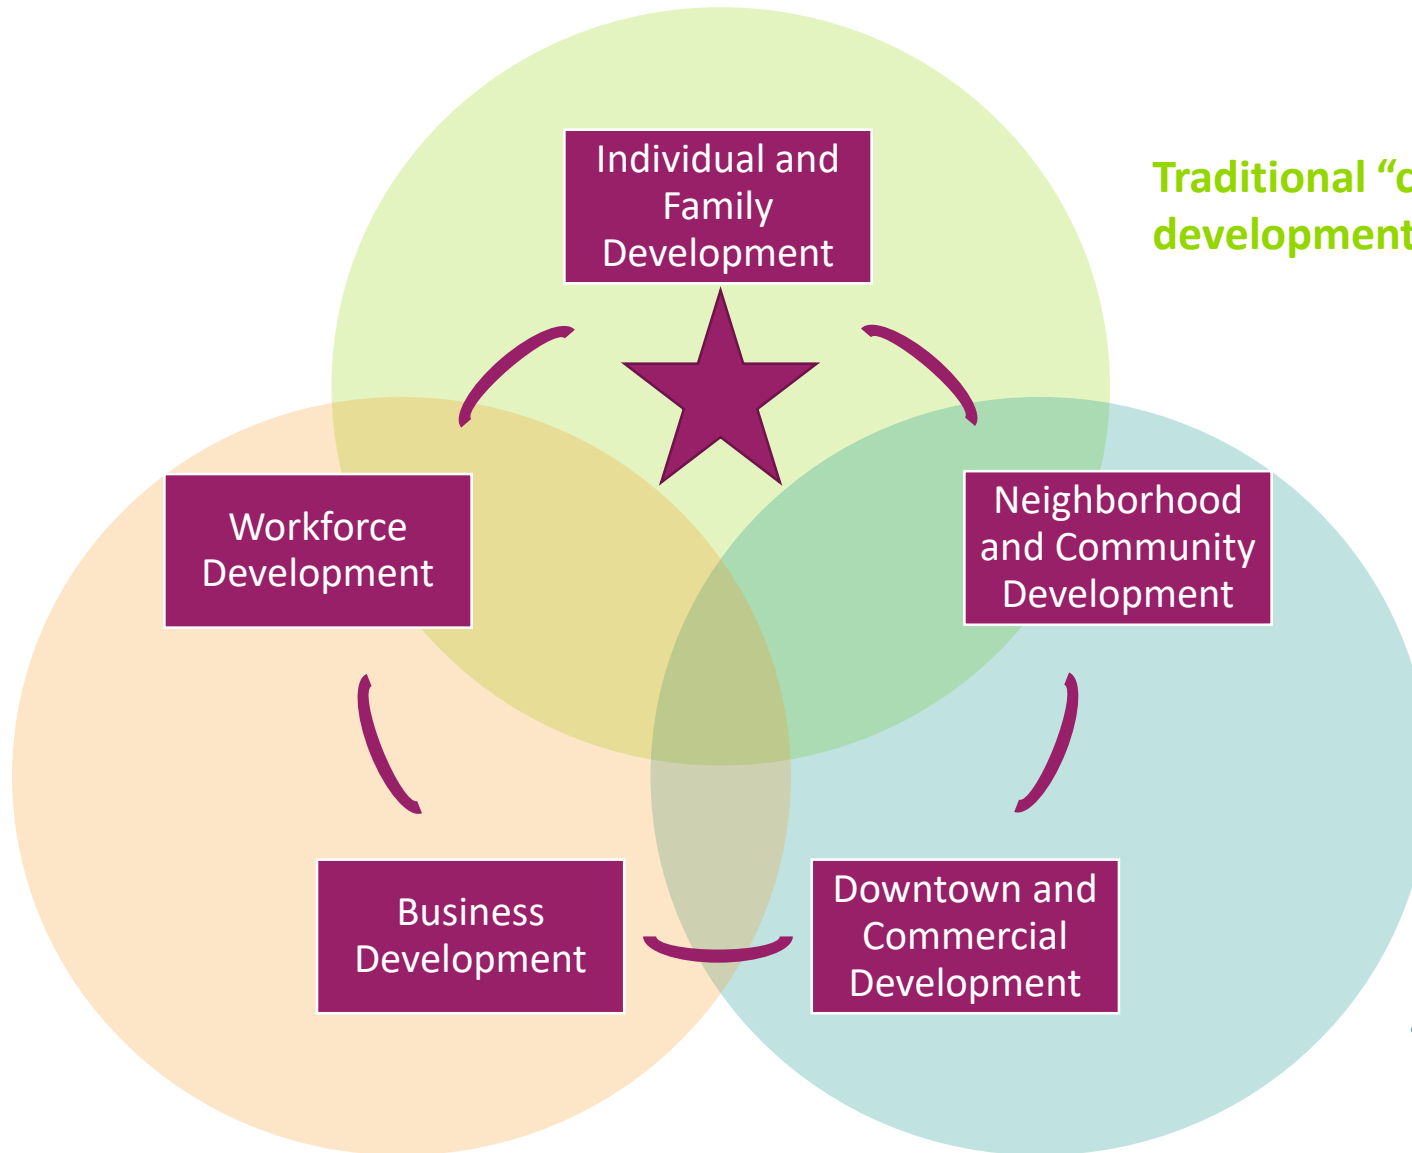 Individual and
Family
Development
Traditional “c
development
Workforce
Development
Neighborhood
and Community
Development
Business
Development
Downtown and
Commercial
Development